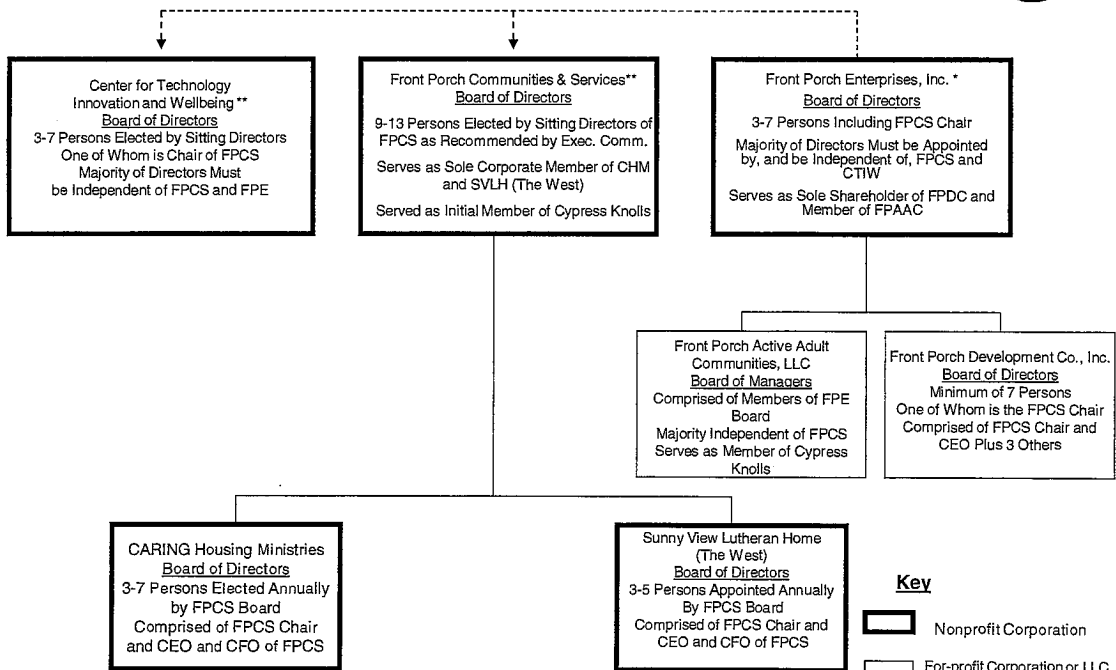 Center for Technology
Innovation and Wellbeing **
Board of Directors
3-7 Persons Elected by Sitting Directors
One of Whom is Chair of FPCS
Majority of Directors Must
be Independent of FPCS and FPE
Front Porch Communities & Services**
Board of Directors
9-13 Persons Elected by Sitting Directors of
FPCS as Recommended by Exec. Comm.
Serves as Sole Corporate Member of CHM
and SVLH (The West)
Served as Initial Member of Cypress Knolls
Front Porch Enterprises, Inc. *
Board of Directors
3-7 Persons Including FPCS Chair
Majority of Directors Must be Appointed
by, and be Independent of, FPCS and
CTIW
Serves as Sole Shareholder of FPDC and
Member of FPAAC
Front Porch Active Adult
Communities, LLC
Board of Managers
Comprised of Members of FPE
Board
Majority Independent of FPCS
Serves as Member of Cypress
Knolls
Front Porch Development Co., Inc.
Board of Directors
Minimum of 7 Persons
One of Whom is the FPCS Chair
Comprised of FPCS Chair and
CEO Plus 3 Others
CARING Housing Ministries
Board of Directors
3-7 Persons Elected Annually
by FPCS Board
Comprised of FPCS Chair
and CEO and CFO of FPCS
Sunny View Lutheran Home
(The West)
Board of Directors
3-5 Persons Appointed Annually
By FPCS Board
Comprised of FPCS Chair and
CEO and CFO of FPCS
Key
Nonprofit Corporation
For-profit Corporation or LLC